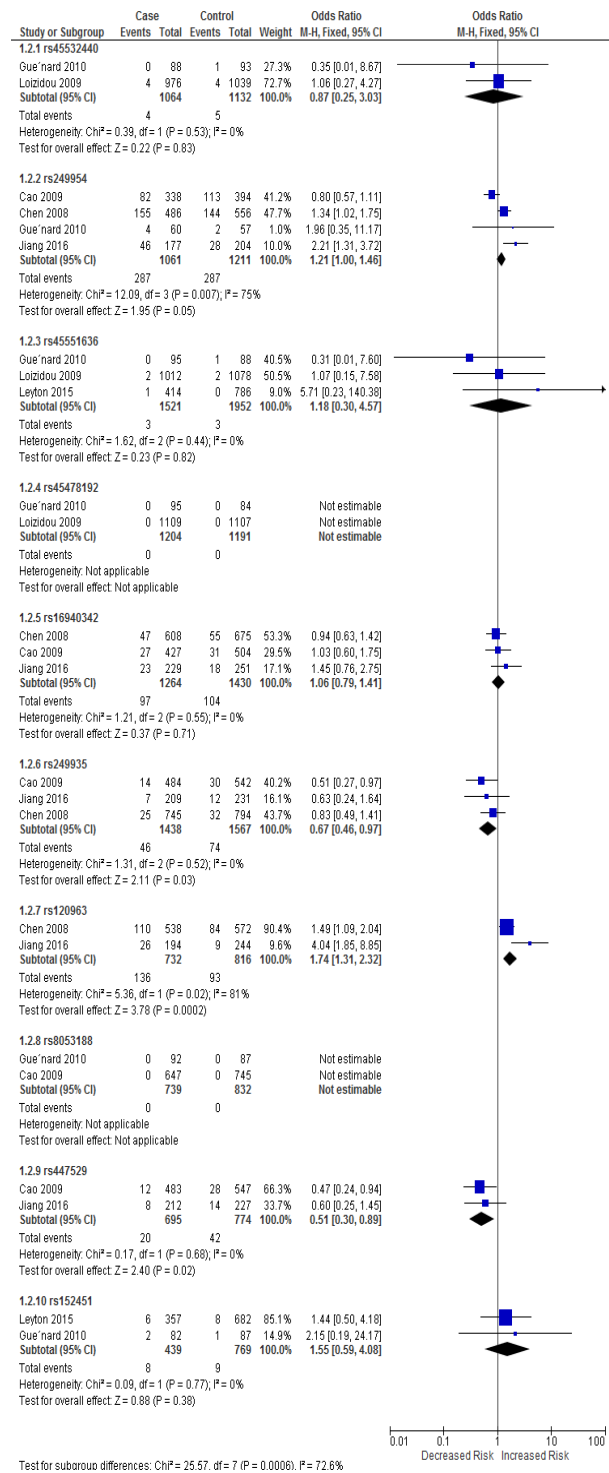 Case Control Odds Ratio Odds Ratio
Study or Subgroup Events Total Events Total Weight M-H, Fixed, 95% CI M-H, Fixed, 95% CI
1.2.1 rs45532440
Gue´nard 2010 0 88 1 93 27.3% 0.35 [0.01, 8.67]
Loizidou 2009 4 976 4 1039 72.7% 1.06 [0.27, 4.27]
Subtotal (95% CI) 1064 1132 100.0% 0.87 [0.25, 3.03]
Total events 4 5
Heterogeneity: Chi² = 0.39, df = 1 (P = 0.53); I² = 0%
Test for overall effect: Z = 0.22 (P = 0.83)
1.2.2 rs249954
Cao 2009 82 338 113 394 41.2% 0.80 [0.57, 1.11]
Chen 2008 155 486 144 556 47.7% 1.34 [1.02, 1.75]
Gue´nard 2010 4 60 2 57 1.0% 1.96 [0.35, 11.17]
Jiang 2016 46 177 28 204 10.0% 2.21 [1.31, 3.72]
Subtotal (95% CI) 1061 1211 100.0% 1.21 [1.00, 1.46]
Total events 287 287
Heterogeneity: Chi² = 12.09, df = 3 (P = 0.007); I² = 75%
Test for overall effect: Z = 1.95 (P = 0.05)
1.2.3 rs45551636
Gue´nard 2010 0 95 1 88 40.5% 0.31 [0.01, 7.60]
Loizidou 2009 2 1012 2 1078 50.5% 1.07 [0.15, 7.58]
Leyton 2015 1 414 0 786 9.0% 5.71 [0.23, 140.38]
Subtotal (95% CI) 1521 1952 100.0% 1.18 [0.30, 4.57]
Total events 3 3
Heterogeneity: Chi² = 1.62, df = 2 (P = 0.44); I² = 0%
Test for overall effect: Z = 0.23 (P = 0.82)
1.2.4 rs45478192
Gue´nard 2010 0 95 0 84 Not estimable
Loizidou 2009 0 1109 0 1107 Not estimable
Subtotal (95% CI) 1204 1191 Not estimable
Total events 0 0
Heterogeneity: Not applicable
Test for overall effect: Not applicable
1.2.5 rs16940342
Chen 2008 47 608 55 675 53.3% 0.94 [0.63, 1.42]
Cao 2009 27 427 31 504 29.5% 1.03 [0.60, 1.75]
Jiang 2016 23 229 18 251 17.1% 1.45 [0.76, 2.75]
Subtotal (95% CI) 1264 1430 100.0% 1.06 [0.79, 1.41]
Total events 97 104
Heterogeneity: Chi² = 1.21, df = 2 (P = 0.55); I² = 0%
Test for overall effect: Z = 0.37 (P = 0.71)
1.2.6 rs249935
Cao 2009 14 484 30 542 40.2% 0.51 [0.27, 0.97]
Jiang 2016 7 209 12 231 16.1% 0.63 [0.24, 1.64]
Chen 2008 25 745 32 794 43.7% 0.83 [0.49, 1.41]
Subtotal (95% CI) 1438 1567 100.0% 0.67 [0.46, 0.97]
Total events 46 74
Heterogeneity: Chi² = 1.31, df = 2 (P = 0.52); I² = 0%
Test for overall effect: Z = 2.11 (P = 0.03)
1.2.7 rs120963
Chen 2008 110 538 84 572 90.4% 1.49 [1.09, 2.04]
Jiang 2016 26 194 9 244 9.6% 4.04 [1.85, 8.85]
Subtotal (95% CI) 732 816 100.0% 1.74 [1.31, 2.32]
Total events 136 93
Heterogeneity: Chi² = 5.36, df = 1 (P = 0.02); I² = 81%
Test for overall effect: Z = 3.78 (P = 0.0002)
1.2.8 rs8053188
Gue´nard 2010 0 92 0 87 Not estimable
Cao 2009 0 647 0 745 Not estimable
Subtotal (95% CI) 739 832 Not estimable
Total events 0 0
Heterogeneity: Not applicable
Test for overall effect: Not applicable
1.2.9 rs447529
Cao 2009 12 483 28 547 66.3% 0.47 [0.24, 0.94]
Jiang 2016 8 212 14 227 33.7% 0.60 [0.25, 1.45]
Subtotal (95% CI) 695 774 100.0% 0.51 [0.30, 0.89]
Total events 20 42
Heterogeneity: Chi² = 0.17, df = 1 (P = 0.68); I² = 0%
Test for overall effect: Z = 2.40 (P = 0.02)
1.2.10 rs152451
Leyton 2015 6 357 8 682 85.1% 1.44 [0.50, 4.18]
Gue´nard 2010 2 82 1 87 14.9% 2.15 [0.19, 24.17]
Subtotal (95% CI) 439 769 100.0% 1.55 [0.59, 4.08]
Total events 8 9
Heterogeneity: Chi² = 0.09, df = 1 (P = 0.77); I² = 0%
Test for overall effect: Z = 0.88 (P = 0.38)
0.01 0.1 1 10 100
Decreased Risk Increased Risk
Test for subgroup differences: Chi² = 25.57, df = 7 (P = 0.0006), I² = 72.6%